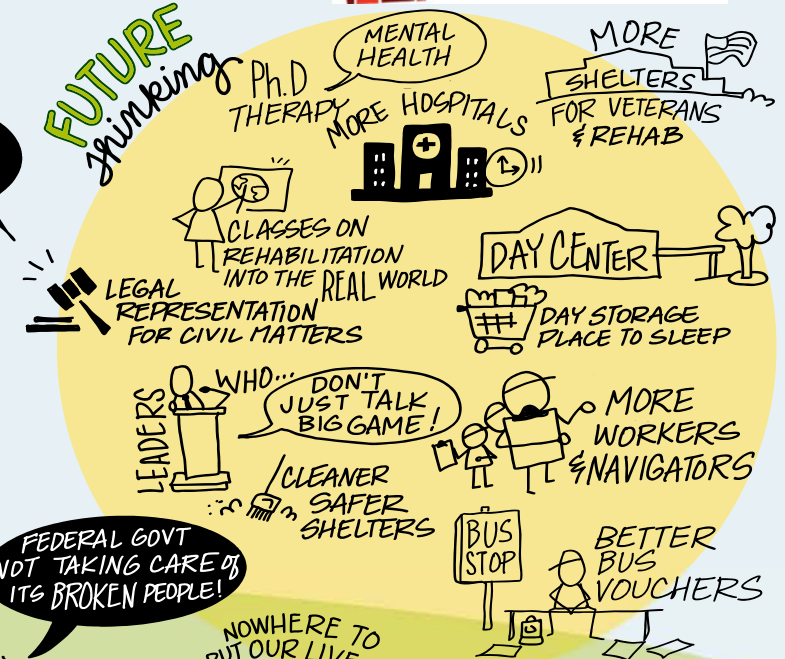 FUTURE
thinking
Ph.D
THERAPY
MENTAL
HEALTH
MORE HOSPITALS
MORE
SHELTERS
FOR VETERANS
& REHAB
CLASSES ON
REHABILITATION
INTO THE REAL WORLD
DAY CENTER
LEGAL
REPRESENTATION
FOR CIVIL MATTERS
DAY STORAGE
PLACE TO SLEEP
LEADERS
WHO...
DON'T
JUST TALK
BIG GAME!
MORE
WORKERS
& NAVIGATORS
CLEANER
SAFER
SHELTERS
BUS
STOP
BETTER
BUS
VOUCHERS
FEDERAL GOVT
NOT TAKING CARE of
ITS BROKEN PEOPLE!
NOWHERE TO
OUR